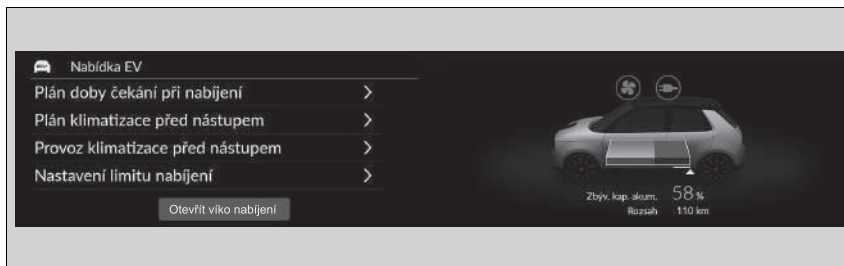 Nabídka EV
Plán doby čekání při nabíjení
Plán klimatizace před nástupem
Provoz klimatizace před nástupem
Nastavení limitu nabíjení
Otevřít víko nabíjení
Zbýv. kap. akum. 58 %
Rozsah 110 km